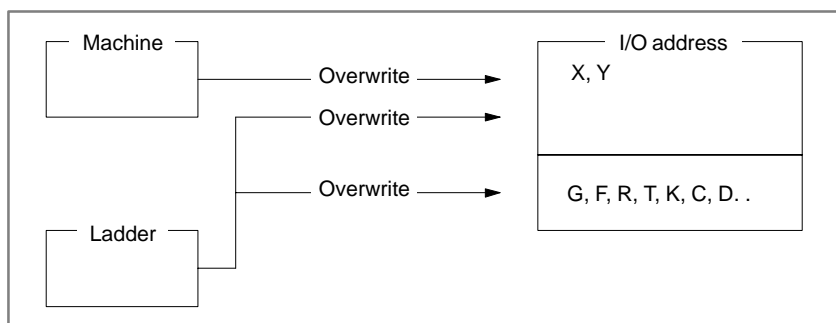 Machine
I/O address
Overwrite
X, Y
Overwrite
Overwrite
G, F, R, T, K, C, D. .
Ladder